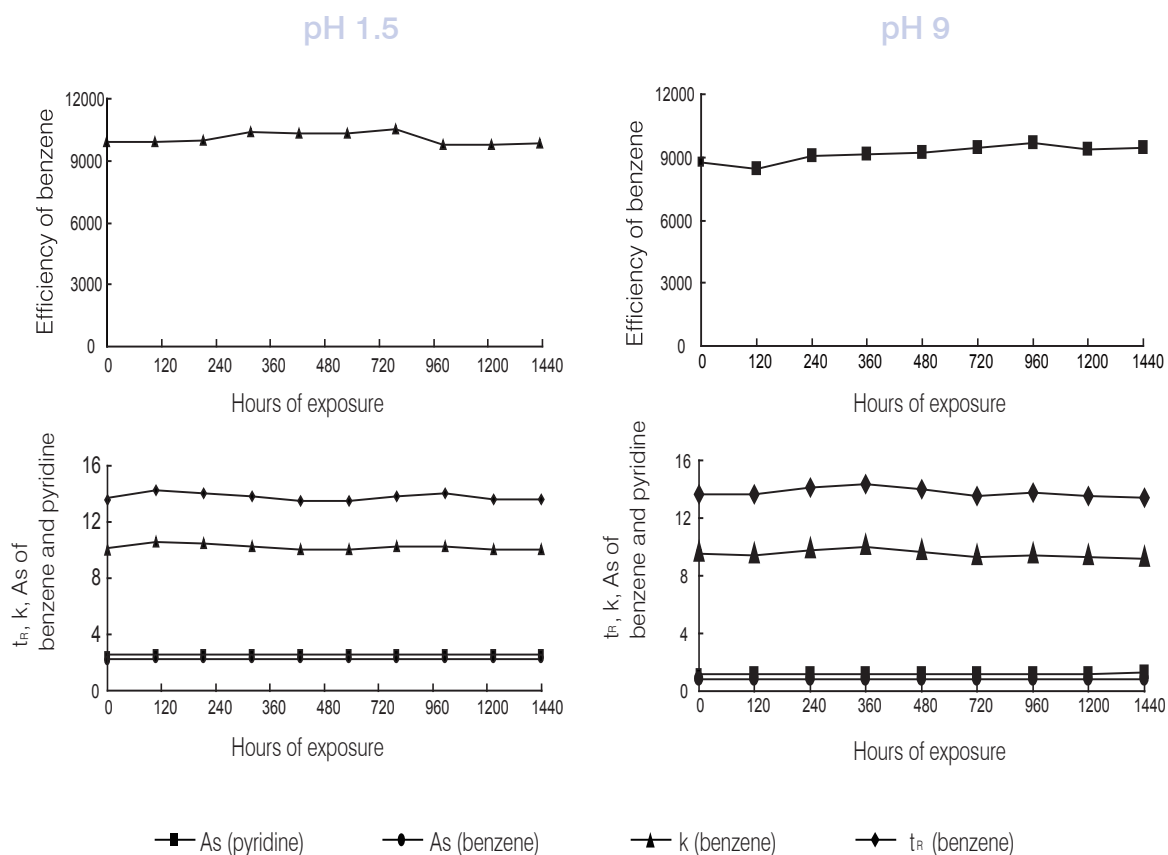 pH 1.5
pH 9
Efficiency of benzene
12000
9000
6000
3000
0
0 120 240 360 480 720 960 1200 1440
Hours of exposure
Efficiency of benzene
12000
9000
6000
3000
0
0 120 240 360 480 720 960 1200 1440
Hours of exposure
tR, k, As of
benzene and pyridine
16
12
8
4
0
0 120 240 360 480 720 960 1200 1440
Hours of exposure
tR, k, As of
benzene and pyridine
16
12
8
4
0
0 120 240 360 480 720 960 1200 1440
Hours of exposure
As (pyridine) As (benzene) k (benzene) tR (benzene)